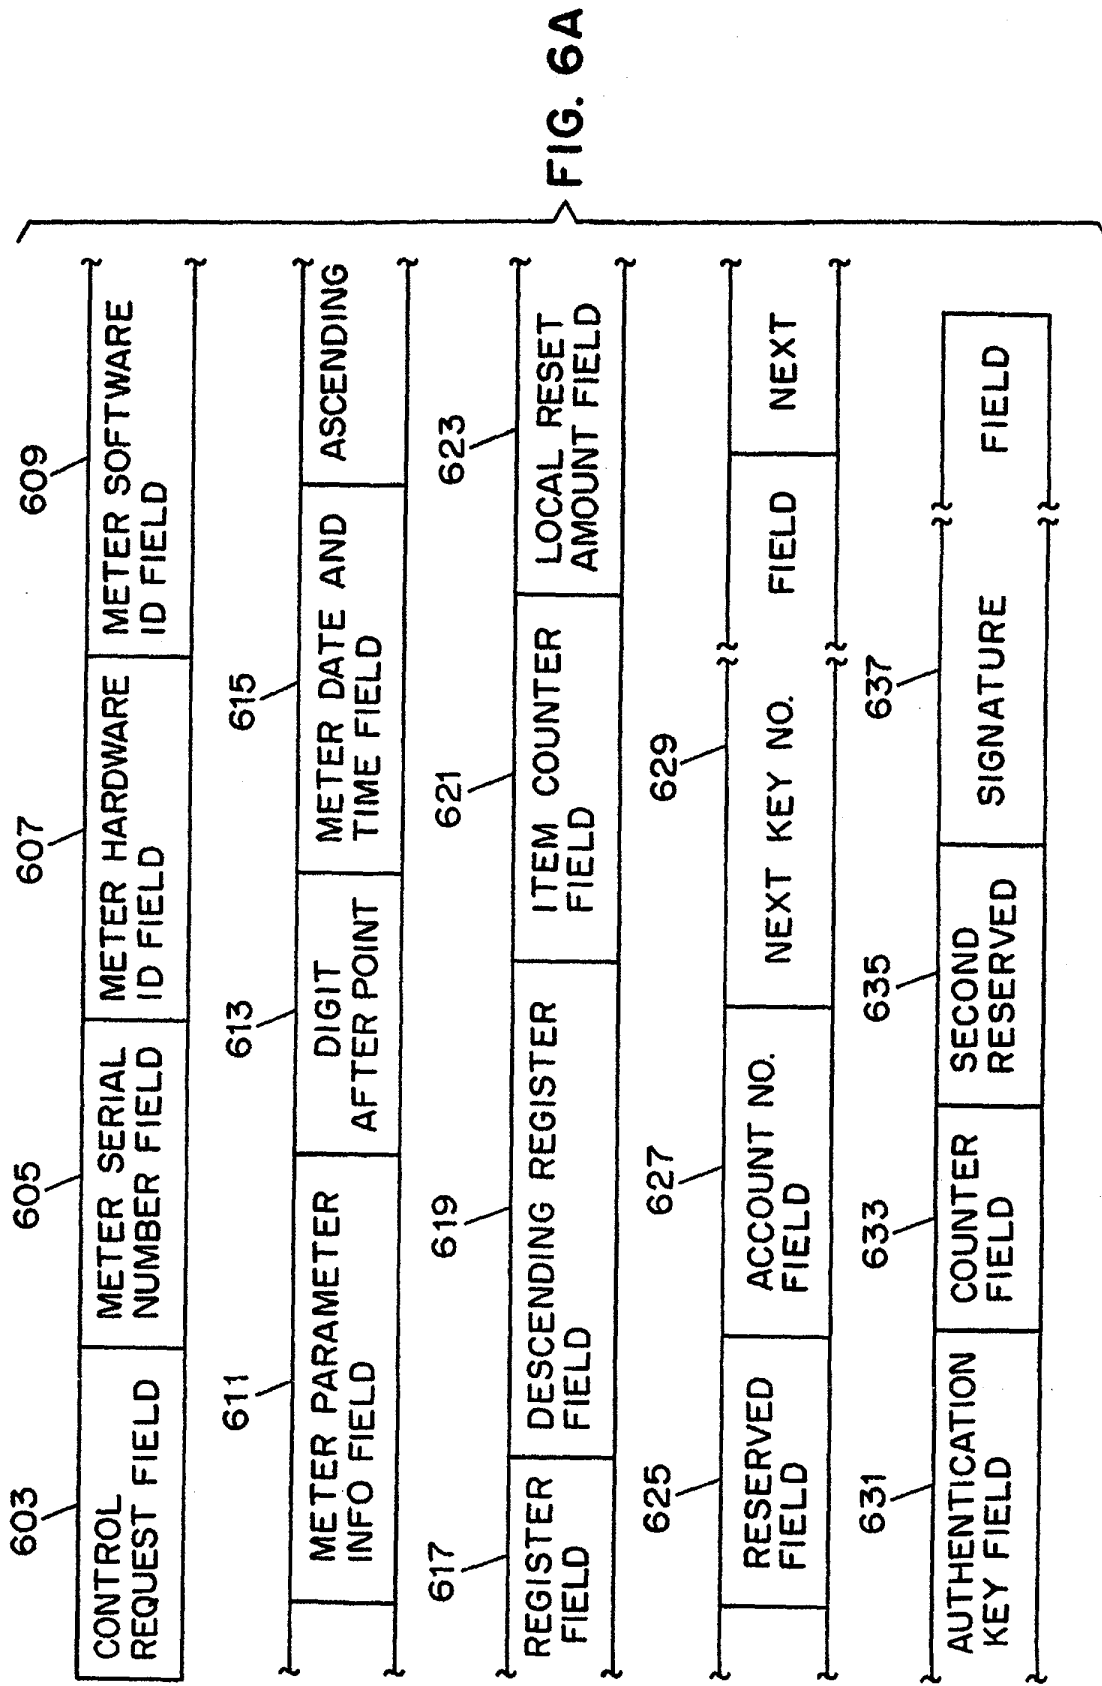 603
605
607
609
CONTROL
REQUEST FIELD
METER SERIAL
NUMBER FIELD
METER HARDWARE
ID FIELD
METER SOFTWARE
ID FIELD
611
613
615
METER PARAMETER
INFO FIELD
DIGIT
AFTER POINT
METER DATE AND
TIME FIELD
ASCENDING
617
619
621
623
REGISTER
FIELD
DESCENDING REGISTER
FIELD
ITEM COUNTER
FIELD
LOCAL RESET
AMOUNT FIELD
625
627
629
RESERVED
FIELD
ACCOUNT NO.
FIELD
NEXT KEY NO. FIELD
NEXT
631
633
635
637
AUTHENTICATION
KEY FIELD
COUNTER
FIELD
SECOND
RESERVED
SIGNATURE FIELD
FIG. 6A